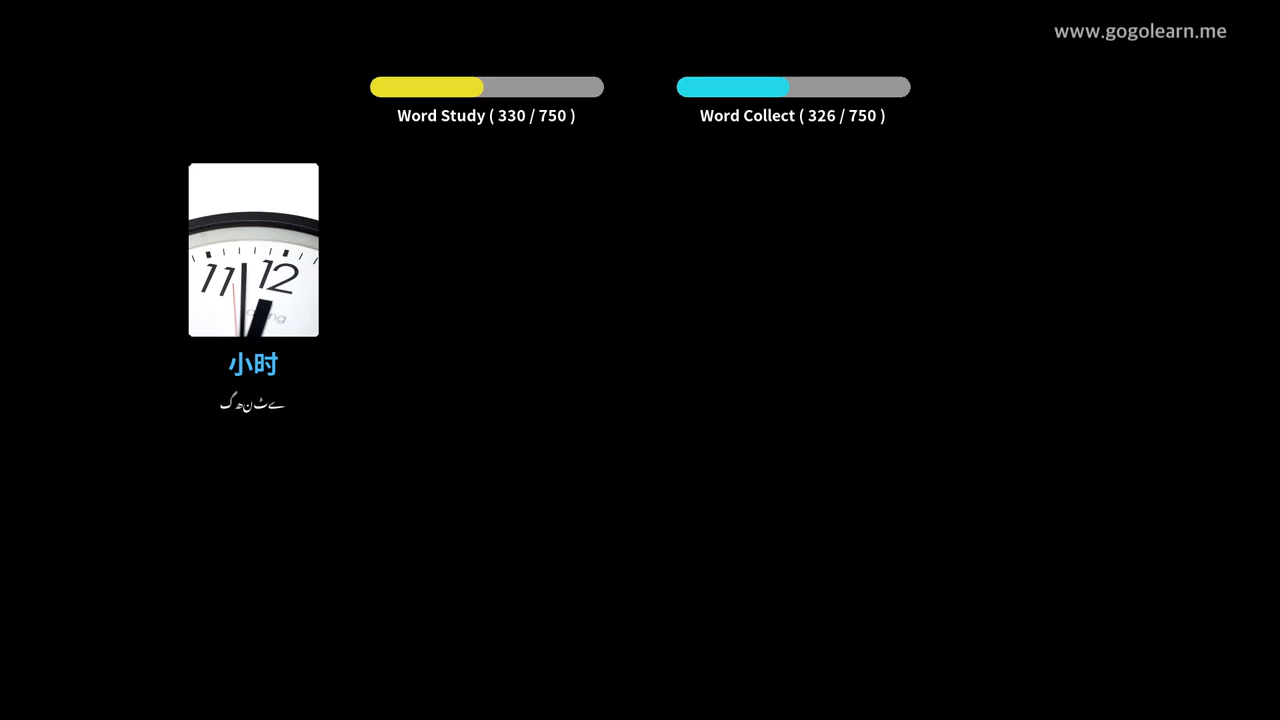 www.gogolearn.me
Word Study ( 330 / 750 )
Word Collect ( 326 / 750 )
11 12
小时
گھنٹے